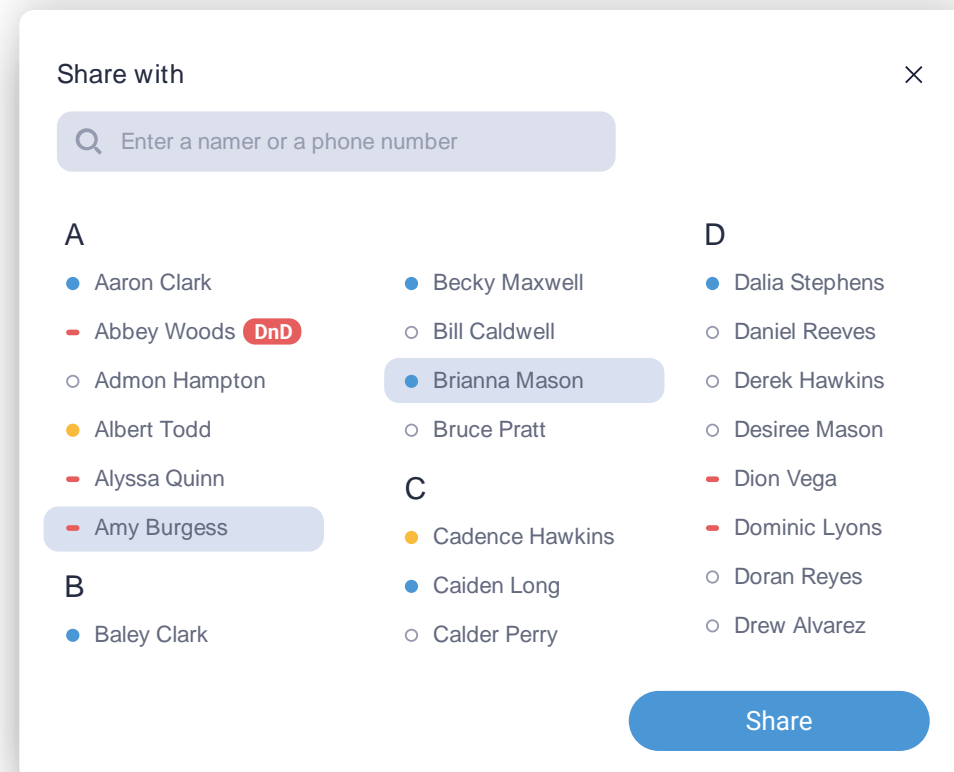 Share with
Enter a namer or a phone number
A
Aaron Clark
Abbey Woods DnD
Admon Hampton
Albert Todd
Alyssa Quinn
Amy Burgess
B
Baley Clark
Becky Maxwell
Bill Caldwell
Brianna Mason
Bruce Pratt
C
Cadence Hawkins
Caiden Long
Calder Perry
D
Dalia Stephens
Daniel Reeves
Derek Hawkins
Desiree Mason
Dion Vega
Dominic Lyons
Doran Reyes
Drew Alvarez
Share